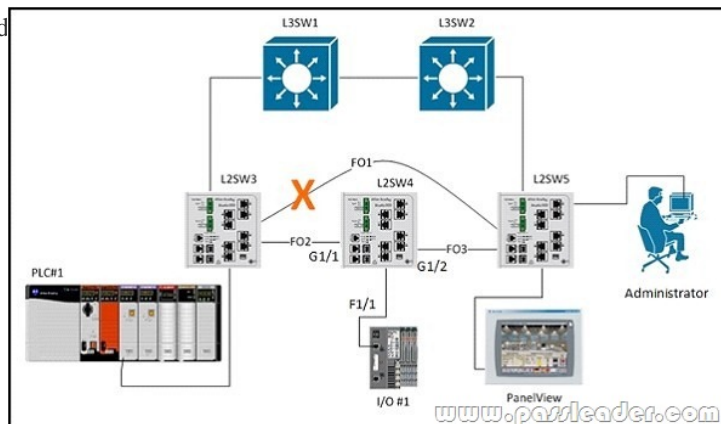 d
L3SW1
L3SW2
L2SW3
FO1
L2SW4
L2SW5
X
FO2
G1/1
FO3
G1/2
PLC#1
F1/1
Administrator
I/O #1
PanelView
www.passleader.com